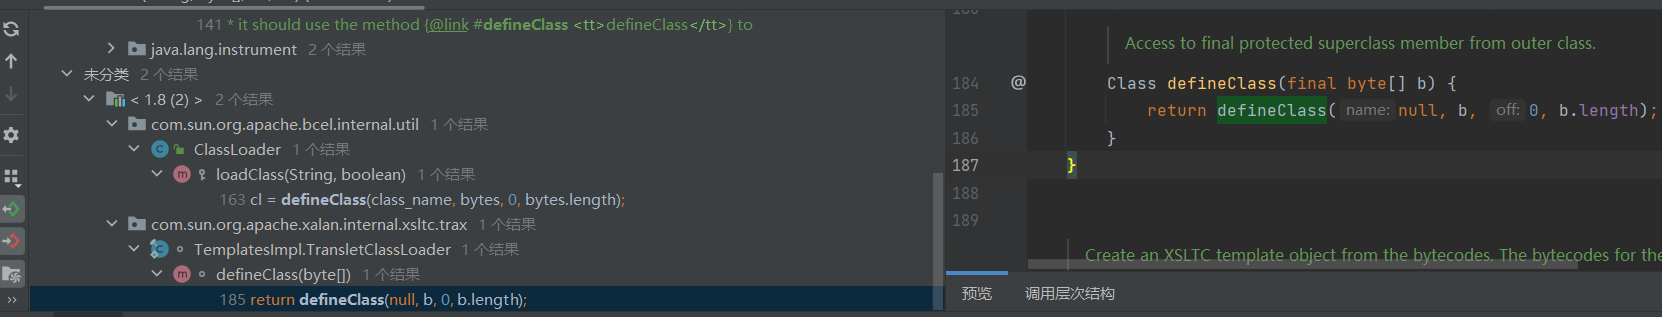 141 * it should use the method {@link #defineClass <tt>defineClass</tt>} to
java.lang.instrument 2 个结果
未分类 2 个结果
< 1.8 (2) > 2 个结果
com.sun.org.apache.bcel.internal.util 1 个结果
ClassLoader 1 个结果
loadClass(String, boolean) 1 个结果
163 cl = defineClass(class_name, bytes, 0, bytes.length);
com.sun.org.apache.xalan.internal.xsltc.trax 1 个结果
TemplatesImpl.TransletClassLoader 1 个结果
defineClass(byte[]) 1 个结果
185 return defineClass(null, b, 0, b.length);
Access to final protected superclass member from outer class.
184 @ Class defineClass(final byte[] b) {
185 return defineClass( name: null, b, off: 0, b.length);
186 }
187 }
188
189
Create an XSLTC template object from the bytecodes. The bytecodes for the
预览 调用层次结构